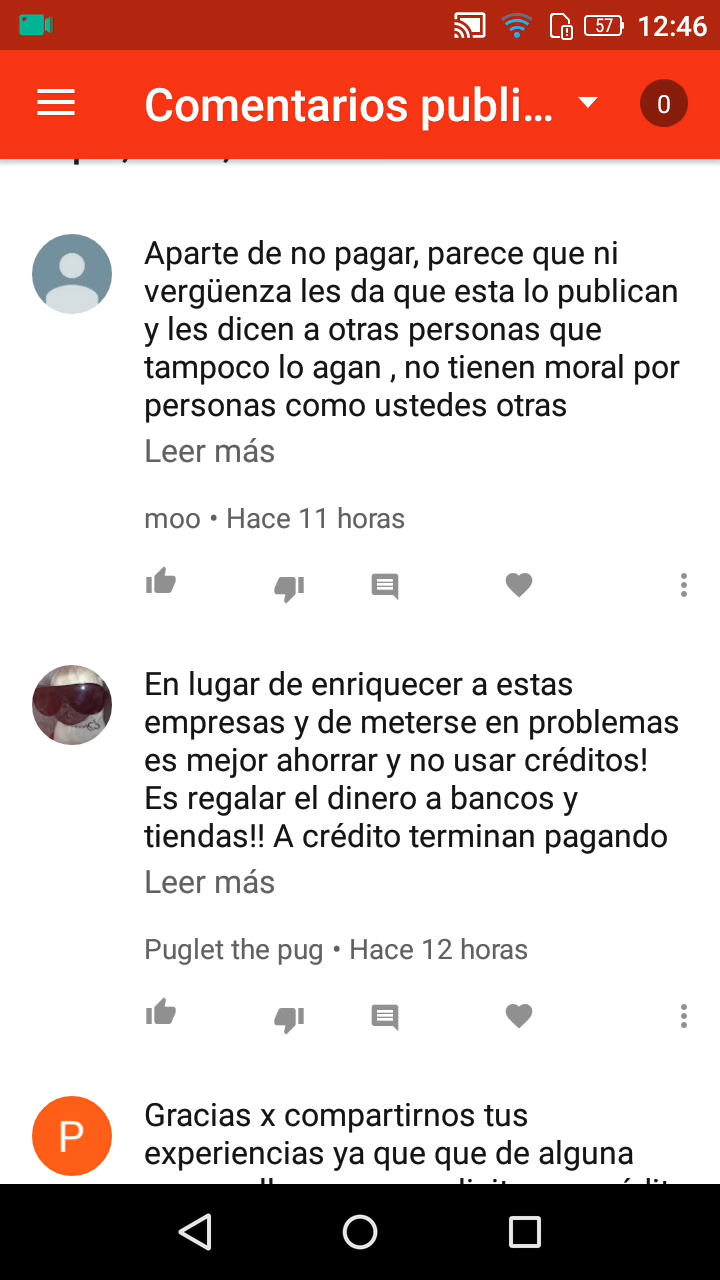 57 12:46
Comentarios publi... 0
Aparte de no pagar, parece que ni
vergüenza les da que esta lo publican
y les dicen a otras personas que
tampoco lo agan , no tienen moral por
personas como ustedes otras
Leer más
moo • Hace 11 horas
En lugar de enriquecer a estas
empresas y de meterse en problemas
es mejor ahorrar y no usar créditos!
Es regalar el dinero a bancos y
tiendas!! A crédito terminan pagando
Leer más
Puglet the pug • Hace 12 horas
P
Gracias x compartirnos tus
experiencias ya que que de alguna